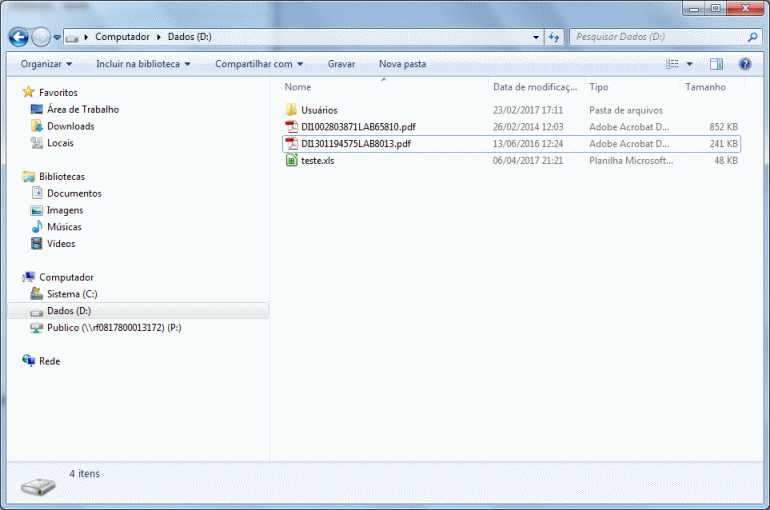 Computador Dados (D:) Pesquisar Dados (D:)
Organizar Incluir na biblioteca Compartilhar com Gravar Nova pasta
Favoritos
Área de Trabalho
Downloads
Locais
Bibliotecas
Documentos
Imagens
Músicas
Vídeos
Computador
Sistema (C:)
Dados (D:)
Publico (\\rf0817800013172) (P:)
Rede
Nome Data de modificaç... Tipo Tamanho
Usuários 23/02/2017 17:11 Pasta de arquivos
DI1002803871LAB65810.pdf 26/02/2014 12:03 Adobe Acrobat D... 852 KB
DI1301194575LAB8013.pdf 13/06/2016 12:24 Adobe Acrobat D... 241 KB
teste.xls 06/04/2017 21:21 Planilha Microsoft... 48 KB
4 itens